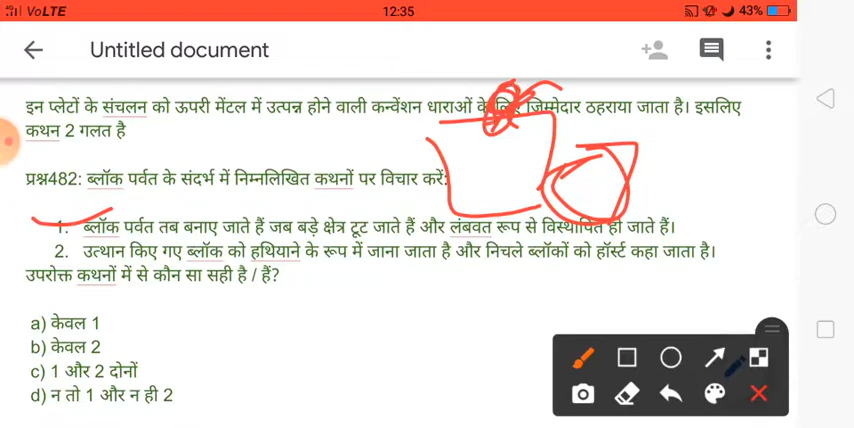 VoLTE 12:35 43%
Untitled document
इन प्लेटों के संचलन को ऊपरी मेंटल में उत्पन्न होने वाली कन्वेंशन धाराओं के लिए जिम्मेदार ठहराया जाता है। इसलिए
कथन 2 गलत है
प्रश्न482: ब्लॉक पर्वत के संदर्भ में निम्नलिखित कथनों पर विचार करें:
1. ब्लॉक पर्वत तब बनाए जाते हैं जब बड़े क्षेत्र टूट जाते हैं और लंबवत रूप से विस्थापित हो जाते हैं।
2. उत्थान किए गए ब्लॉक को हथियाने के रूप में जाना जाता है और निचले ब्लॉकों को हॉर्स्ट कहा जाता है।
उपरोक्त कथनों में से कौन सा सही है / हैं?
a) केवल 1
b) केवल 2
c) 1 और 2 दोनों
d) न तो 1 और न ही 2